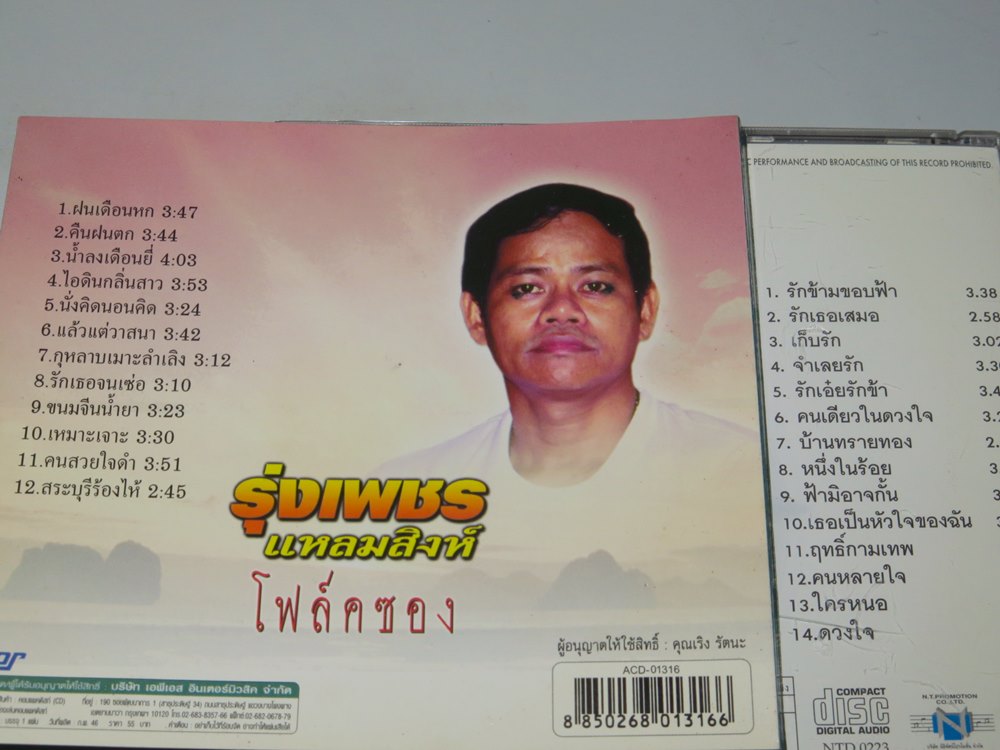 1.ฝนเดือนหก 3:47
2.คืนฝนตก 3:44
3.น้ำลงเดือนยี่ 4:03
4.ไอดินกลิ่นสาว 3:53
5.นั่งคิดนอนคิด 3:24
6.แล้วแต่วาสนา 3:42
7.กุหลาบเมาะลำเลิง 3:12
8.รักเธอจนเซ่อ 3:10
9.ขนมจีนน้ำยา 3:23
10.เหมาะเจาะ 3:30
11.คนสวยใจดำ 3:51
12.สระบุรีร้องไห้ 2:45
รุ่งเพชร
แหลมสิงห์
โฟล์คซอง
ผู้อนุญาตให้ใช้สิทธิ์ : คุณเริง รัตนะ
ACD-01316
8 850268 013166
บริษัท เอพีเอส อินเตอร์มิวสิค จำกัด
PERFORMANCE AND BROADCASTING OF THIS RECORD PROHIBITED.
1. รักข้ามขอบฟ้า 3.38
2. รักเธอเสมอ 2.58
3. เก็บรัก 3.02
4. จำเลยรัก
5. รักเอ๋ยรักข้า
6. คนเดียวในดวงใจ
7. บ้านทรายทอง
8. หนึ่งในร้อย
9. ฟ้ามิอาจกั้น
10.เธอเป็นหัวใจของฉัน
11.ฤทธิ์กามเทพ
12.คนหลายใจ
13.ใครหนอ
14.ดวงใจ
COMPACT
disc
DIGITAL AUDIO
NTD 0223
N.T.PROMOTION
CO.,LTD.